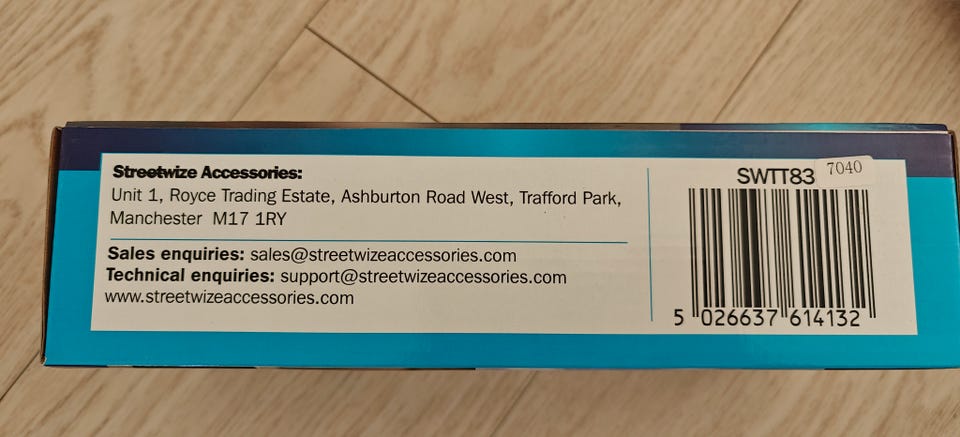 Streetwize Accessories:
Unit 1, Royce Trading Estate, Ashburton Road West, Trafford Park,
Manchester M17 1RY
Sales enquiries: sales@streetwizeaccessories.com
Technical enquiries: support@streetwizeaccessories.com
www.streetwizeaccessories.com
SWTT83
7040
5 026637 614132